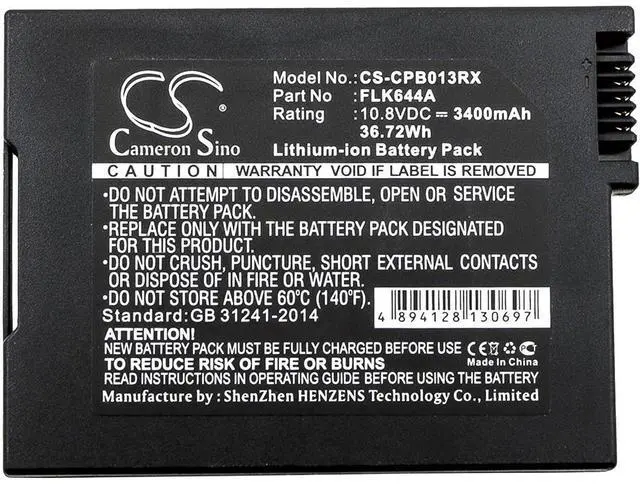 CS
Cameron Sino
Model No.: CS-CPB013RX
Part No : FLK644A
Rating : 10.8VDC = 3400mAh
36.72Wh
Lithium-ion Battery Pack
CAUTION WARRANTY VOID IF LABEL IS REMOVED
•DO NOT ATTEMPT TO DISASSEMBLE, OPEN OR SERVICE
THE BATTERY PACK.
•REPLACE ONLY WITH THE BATTERY PACK DESIGNATED
FOR THIS PRODUCT.
•DO NOT CRUSH, PUNCTURE, SHORT EXTERNAL CONTACTS
OR DISPOSE OF IN FIRE OR WATER.
•DO NOT STORE ABOVE 60°C (140°F).
Standard:GB 31241-2014
4 894128 130697
ATTENTION!
NEW BATTERY PACK MUST BE FULLY CHARGED BEFORE USE
TO REDUCE RISK OF FIRE OR BURNS
READ INSTRUCTIONS BEFORE USING THE BATTERY.
CE
Made In China
Manufacture by : ShenZhen HENZENS Technology Co., Limited